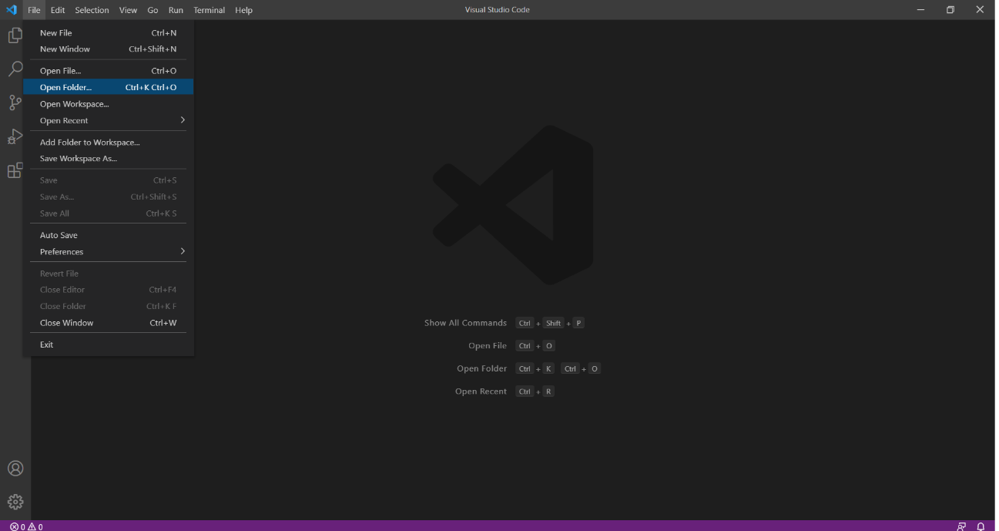 File Edit Selection View Go Run Terminal Help Visual Studio Code
New File Ctrl+N
New Window Ctrl+Shift+N
Open File... Ctrl+O
Open Folder... Ctrl+K Ctrl+O
Open Workspace...
Open Recent
Add Folder to Workspace...
Save Workspace As...
Save Ctrl+S
Save As... Ctrl+Shift+S
Save All Ctrl+K S
Auto Save
Preferences
Revert File
Close Editor Ctrl+F4
Close Folder Ctrl+K F
Close Window Ctrl+W
Exit
Show All Commands Ctrl + Shift + P
Open File Ctrl + O
Open Folder Ctrl + K Ctrl + O
Open Recent Ctrl + R
0 0